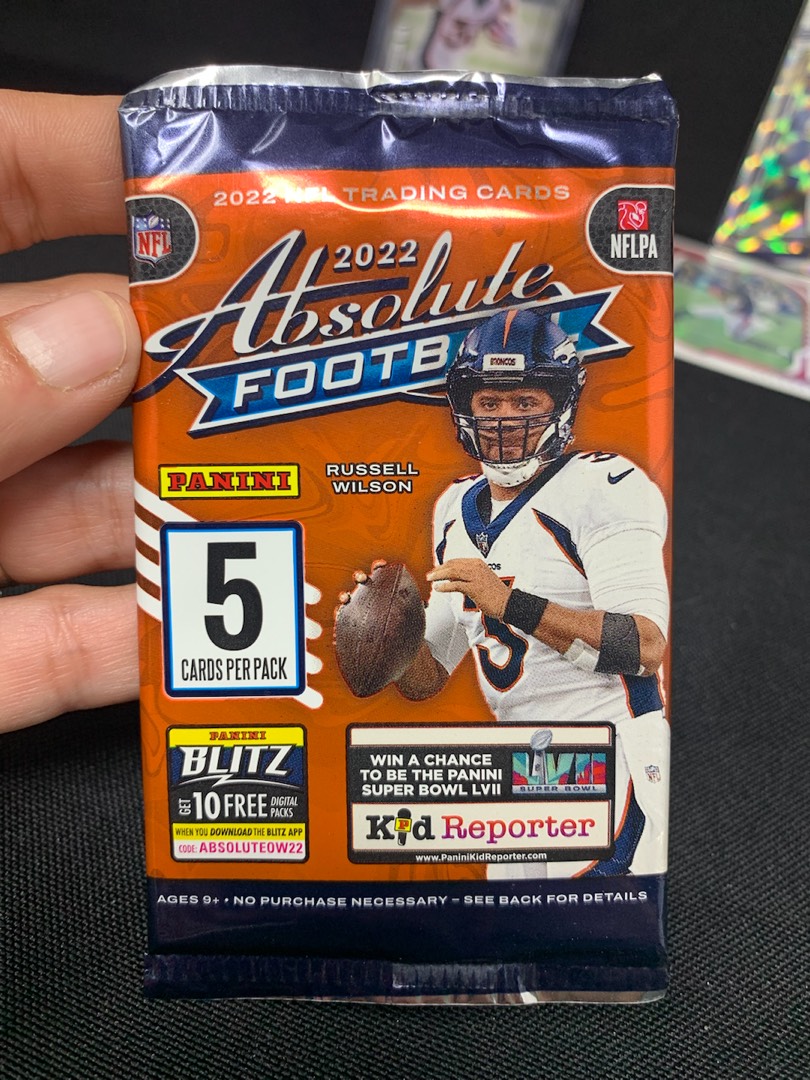 2022 NFL TRADING CARDS
NFL
NFLPA
2022
Absolute
FOOTB
BRONCOS
PANINI
RUSSELL
WILSON
3
5
CARDS PER PACK
PANINI
BLITZ
GET 10 FREE DIGITAL PACKS
WHEN YOU DOWNLOAD THE BLITZ APP
CODE: ABSOLUTEOW22
WIN A CHANCE
TO BE THE PANINI
SUPER BOWL LVII
LVII
SUPER BOWL
Kid Reporter
www.PaniniKidReporter.com
AGES 9+ • NO PURCHASE NECESSARY – SEE BACK FOR DETAILS